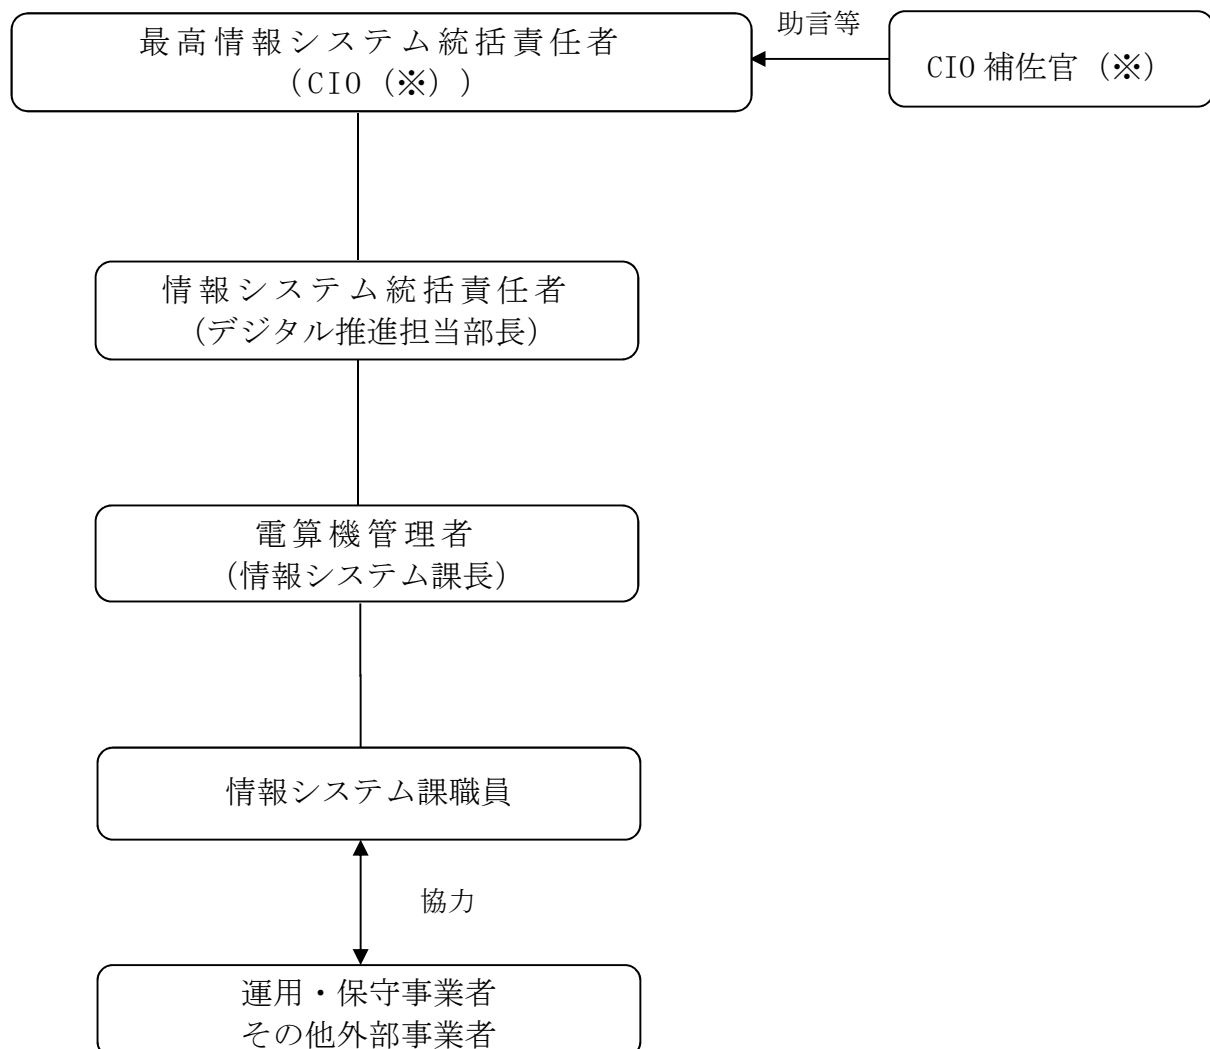 最高情報システム統括責任者
(CIO(※))
助言等
CIO 補佐官(※)
情報システム統括責任者
(デジタル推進担当部長)
電算機管理者
(情報システム課長)
情報システム課職員
協力
運用・保守事業者
その他外部事業者